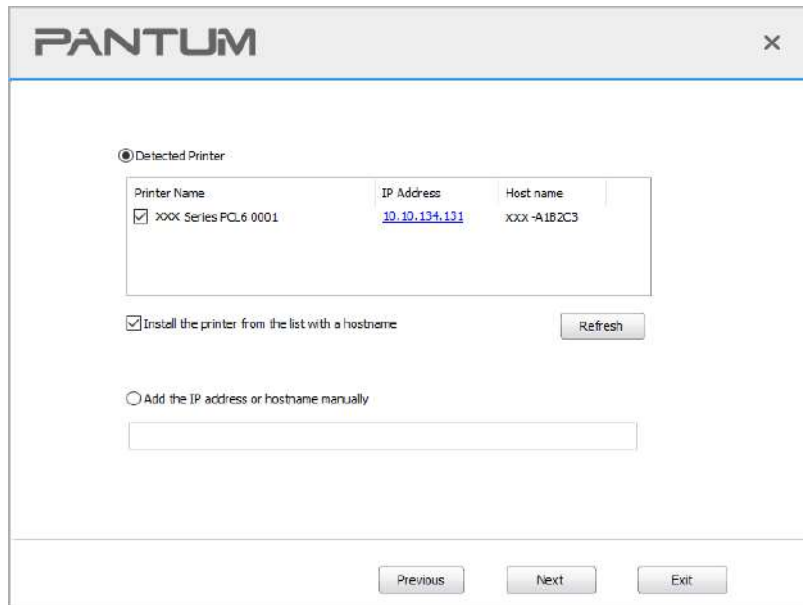 PANTUM
Detected Printer
Printer Name IP Address Host name
XXX Series PCL6 0001 10.10.134.131 XXX -A1B2C3
Install the printer from the list with a hostname
Refresh
Add the IP address or hostname manually
Previous Next Exit